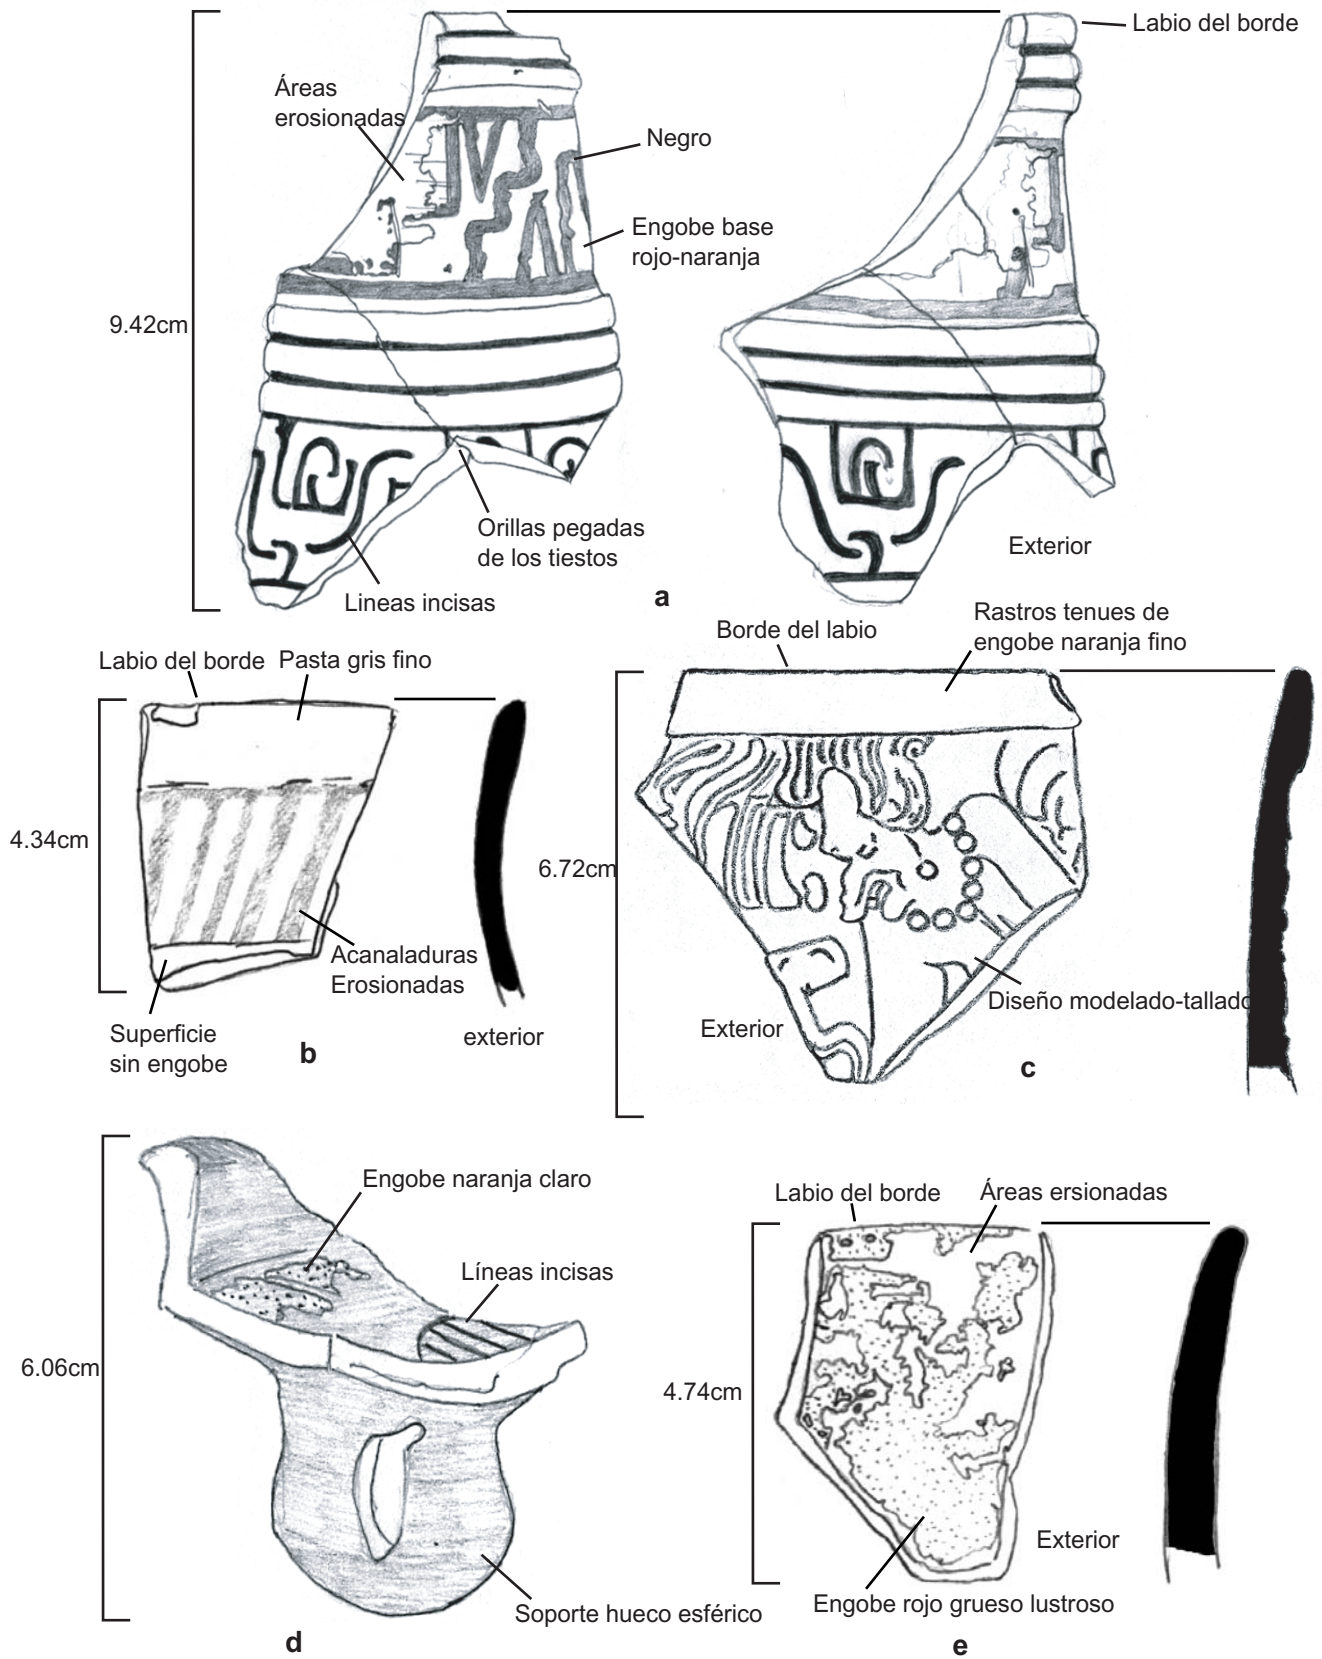 Labio del borde
Áreas
erosionadas
Negro
Engobe base
rojo-naranja
9.42cm
Orillas pegadas
de los tiestos
Exterior
Lineas incisas
a
Labio del borde
Pasta gris fino
4.34cm
Acanaladuras
Erosionadas
Superficie
sin engobe
exterior
b
Borde del labio
Rastros tenues de
engobe naranja fino
6.72cm
Diseño modelado-tallado
Exterior
c
Engobe naranja claro
Líneas incisas
6.06cm
Soporte hueco esférico
d
Labio del borde
Áreas ersionadas
4.74cm
Exterior
Engobe rojo grueso lustroso
e